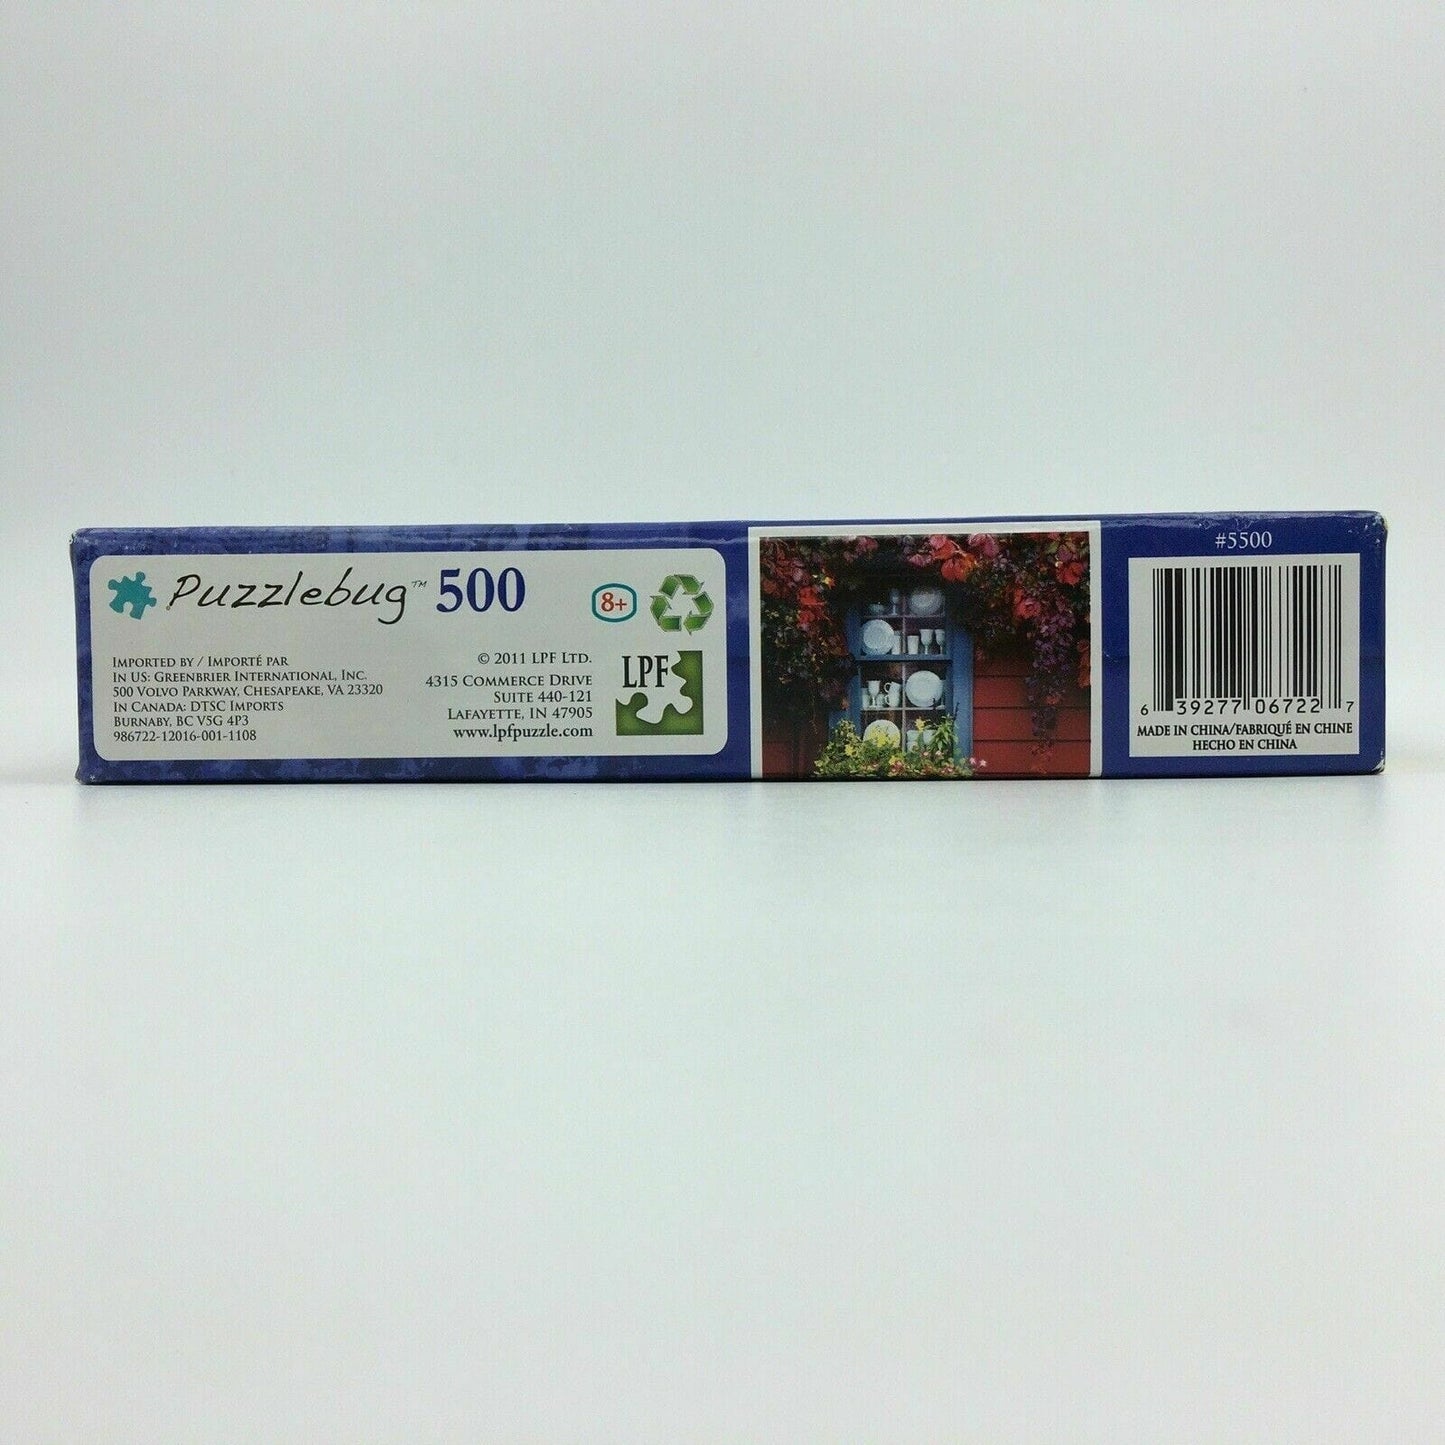 Puzzlebug™ 500
8+
IMPORTED BY / IMPORTÉ PAR
IN US: GREENBRIER INTERNATIONAL, INC.
500 VOLVO PARKWAY, CHESAPEAKE, VA 23320
IN CANADA: DTSC IMPORTS
BURNABY, BC V5G 4P3
986722-12016-001-1108
© 2011 LPF LTD.
4315 COMMERCE DRIVE
SUITE 440-121
LAFAYETTE, IN 47905
www.lpfpuzzle.com
LPF
#5500
6 39277 06722 7
MADE IN CHINA/FABRIQUÉ EN CHINE
HECHO EN CHINA